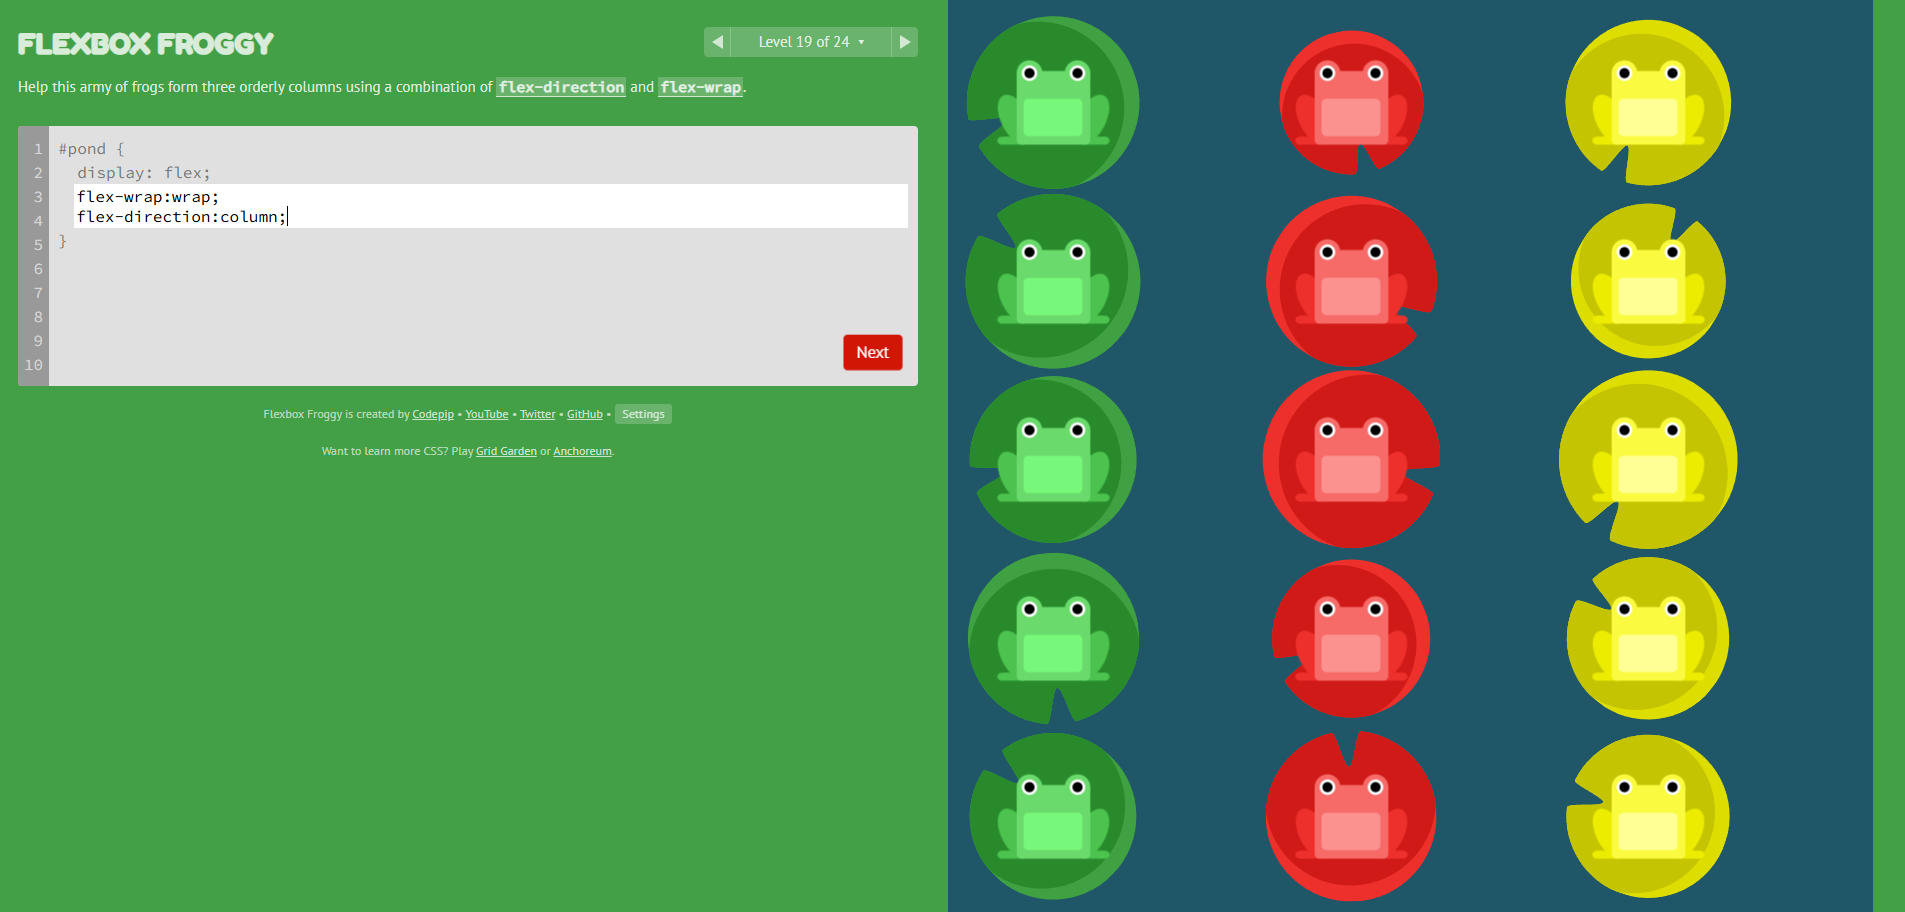 FLEXBOX FROGGY
◀ Level 19 of 24 ▾ ▶
Help this army of frogs form three orderly columns using a combination of flex-direction and flex-wrap.
1 #pond {
2 display: flex;
3 flex-wrap:wrap;
4 flex-direction:column;
5 }
6
7
8
9
10
Next
Flexbox Froggy is created by Codepip • YouTube • Twitter • GitHub • Settings
Want to learn more CSS? Play Grid Garden or Anchoreum.